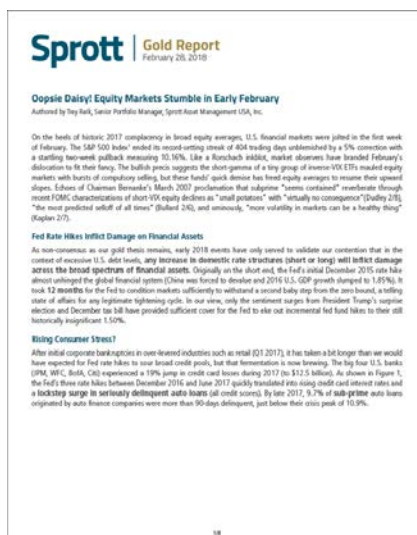 Sprott
Gold Report
February 28, 2018
Oopsie Daisy! Equity Markets Stumble in Early February
Authored by Trey Reik, Senior Portfolio Manager, Sprott Asset Management USA, Inc.
On the heels of historic 2017 complacency in broad equity averages, U.S. financial markets were jolted in the first week
of February. The S&P 500 Index¹ ended its record-setting streak of 404 trading days unblemished by a 5% correction with
a startling two-week pullback measuring 10.16%. Like a Rorschach inkblot, market observers have branded February's
dislocation to fit their fancy. The bullish precis suggests the short-gamma of a tiny group of inverse-VIX ETFs mauled equity
markets with bursts of compulsory selling, but these funds' quick demise has freed equity averages to resume their upward
slopes. Echoes of Chairman Bernanke's March 2007 proclamation that subprime "seems contained" reverberate through
recent FOMC characterizations of short-VIX equity declines as "small potatoes" with "virtually no consequence" (Dudley 2/8),
"the most predicted selloff of all times" (Bullard 2/6), and ominously, "more volatility in markets can be a healthy thing"
(Kaplan 2/7).
Fed Rate Hikes Inflict Damage on Financial Assets
As non-consensus as our gold thesis remains, early 2018 events have only served to validate our contention that in the
context of excessive U.S. debt levels, any increase in domestic rate structures (short or long) will inflict damage
across the broad spectrum of financial assets. Originally on the short end, the Fed's initial December 2015 rate hike
almost unhinged the global financial system (China was forced to devalue and 2016 U.S. GDP growth slumped to 1.85%). It
took 12 months for the Fed to condition markets sufficiently to withstand a second baby step from the zero bound, a telling
state of affairs for any legitimate tightening cycle. In our view, only the sentiment surges from President Trump's surprise
election and December tax bill have provided sufficient cover for the Fed to eke out incremental fed fund hikes to their still
historically insignificant 1.50%.
Rising Consumer Stress?
After initial corporate bankruptcies in over-levered industries such as retail (Q1 2017), it has taken a bit longer than we would
have expected for Fed rate hikes to sour broad credit pools, but that fermentation is now brewing. The big four U.S. banks
(JPM, WFC, BofA, Citi) experienced a 19% jump in credit card losses during 2017 (to $12.5 billion). As shown in Figure 1,
the Fed's three rate hikes between December 2016 and June 2017 quickly translated into rising credit card interest rates and
a lockstep surge in seriously delinquent auto loans (all credit scores). By late 2017, 9.7% of sub-prime auto loans
originated by auto finance companies were more than 90-days delinquent, just below their crisis peak of 10.9%.